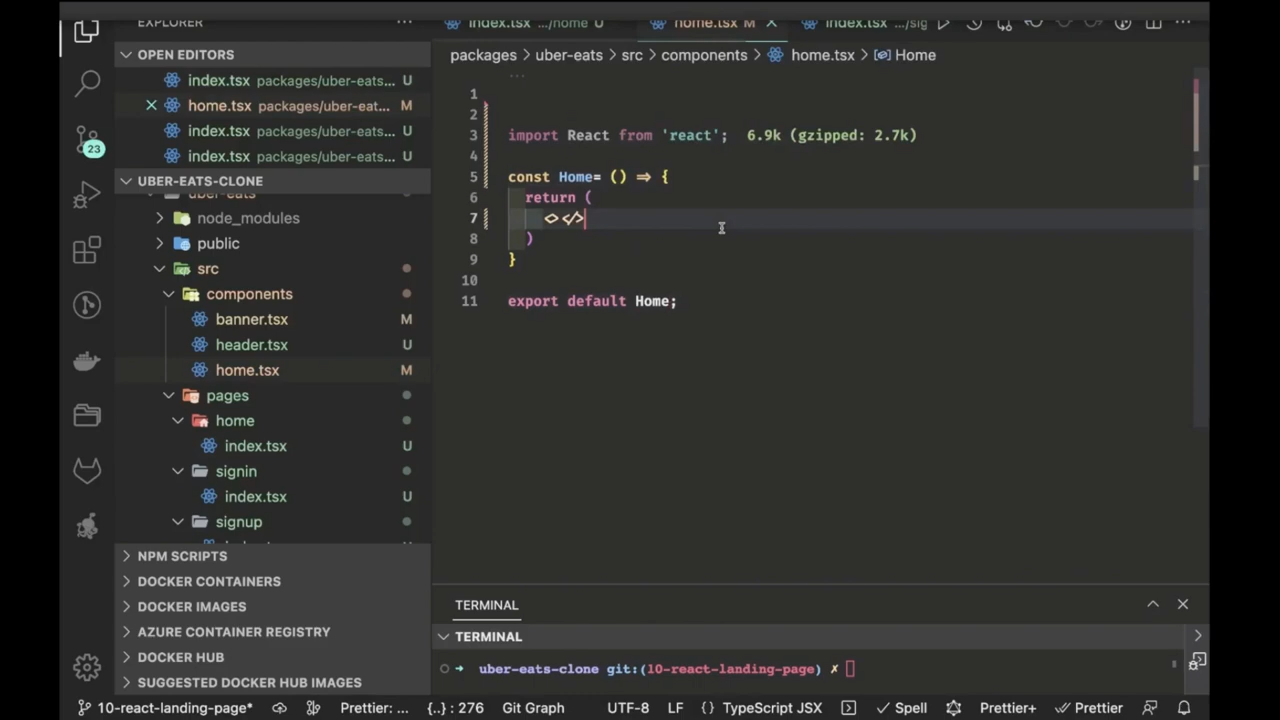 EXPLORER
index.tsx .../home U
home.tsx M
index.tsx .../sig
OPEN EDITORS
index.tsx packages/uber-eats... U
home.tsx packages/uber-eat... M
index.tsx packages/uber-eats... U
index.tsx packages/uber-eats... U
23
UBER-EATS-CLONE
uber-eats
node_modules
public
src
components
banner.tsx M
header.tsx U
home.tsx M
pages
home
index.tsx U
signin
index.tsx U
signup
NPM SCRIPTS
DOCKER CONTAINERS
DOCKER IMAGES
AZURE CONTAINER REGISTRY
DOCKER HUB
SUGGESTED DOCKER HUB IMAGES
packages > uber-eats > src > components > home.tsx > Home
1
2
3 import React from 'react'; 6.9k (gzipped: 2.7k)
4
5 const Home= () => {
6 return (
7 <></>
8 )
9 }
10
11 export default Home;
TERMINAL
TERMINAL
uber-eats-clone git:(10-react-landing-page) ✗
10-react-landing-page* Prettier: ... {..} : 276 Git Graph UTF-8 LF {} TypeScript JSX Spell Prettier+ Prettier